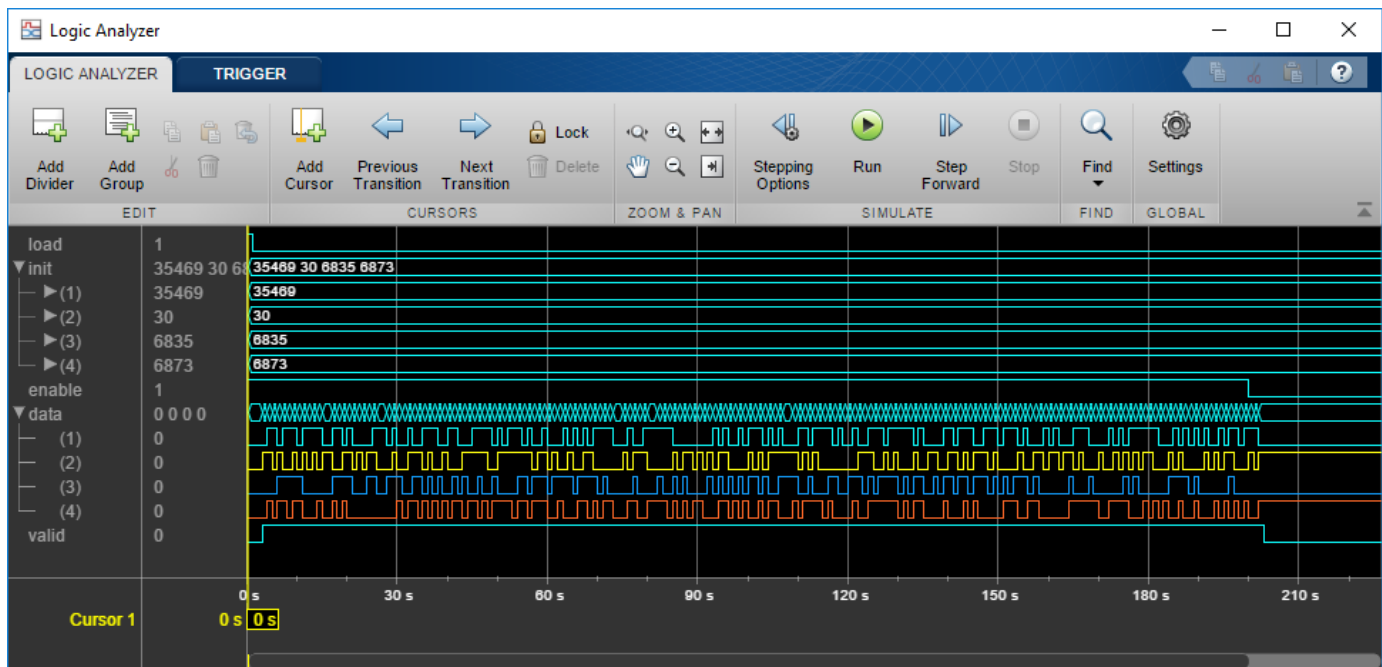 Logic Analyzer
LOGIC ANALYZER TRIGGER
Add Divider
Add Group
Add Cursor
Previous Transition
Next Transition
Lock
Delete
Stepping Options
Run
Step Forward
Stop
Find
Settings
EDIT CURSORS ZOOM & PAN SIMULATE FIND GLOBAL
load 1
init 35469 30 68 35469 30 6835 6873
(1) 35469 35469
(2) 30 30
(3) 6835 6835
(4) 6873 6873
enable 1
data 0 0 0 0
(1) 0
(2) 0
(3) 0
(4) 0
valid 0
0 s 30 s 60 s 90 s 120 s 150 s 180 s 210 s
Cursor 1 0 s 0 s